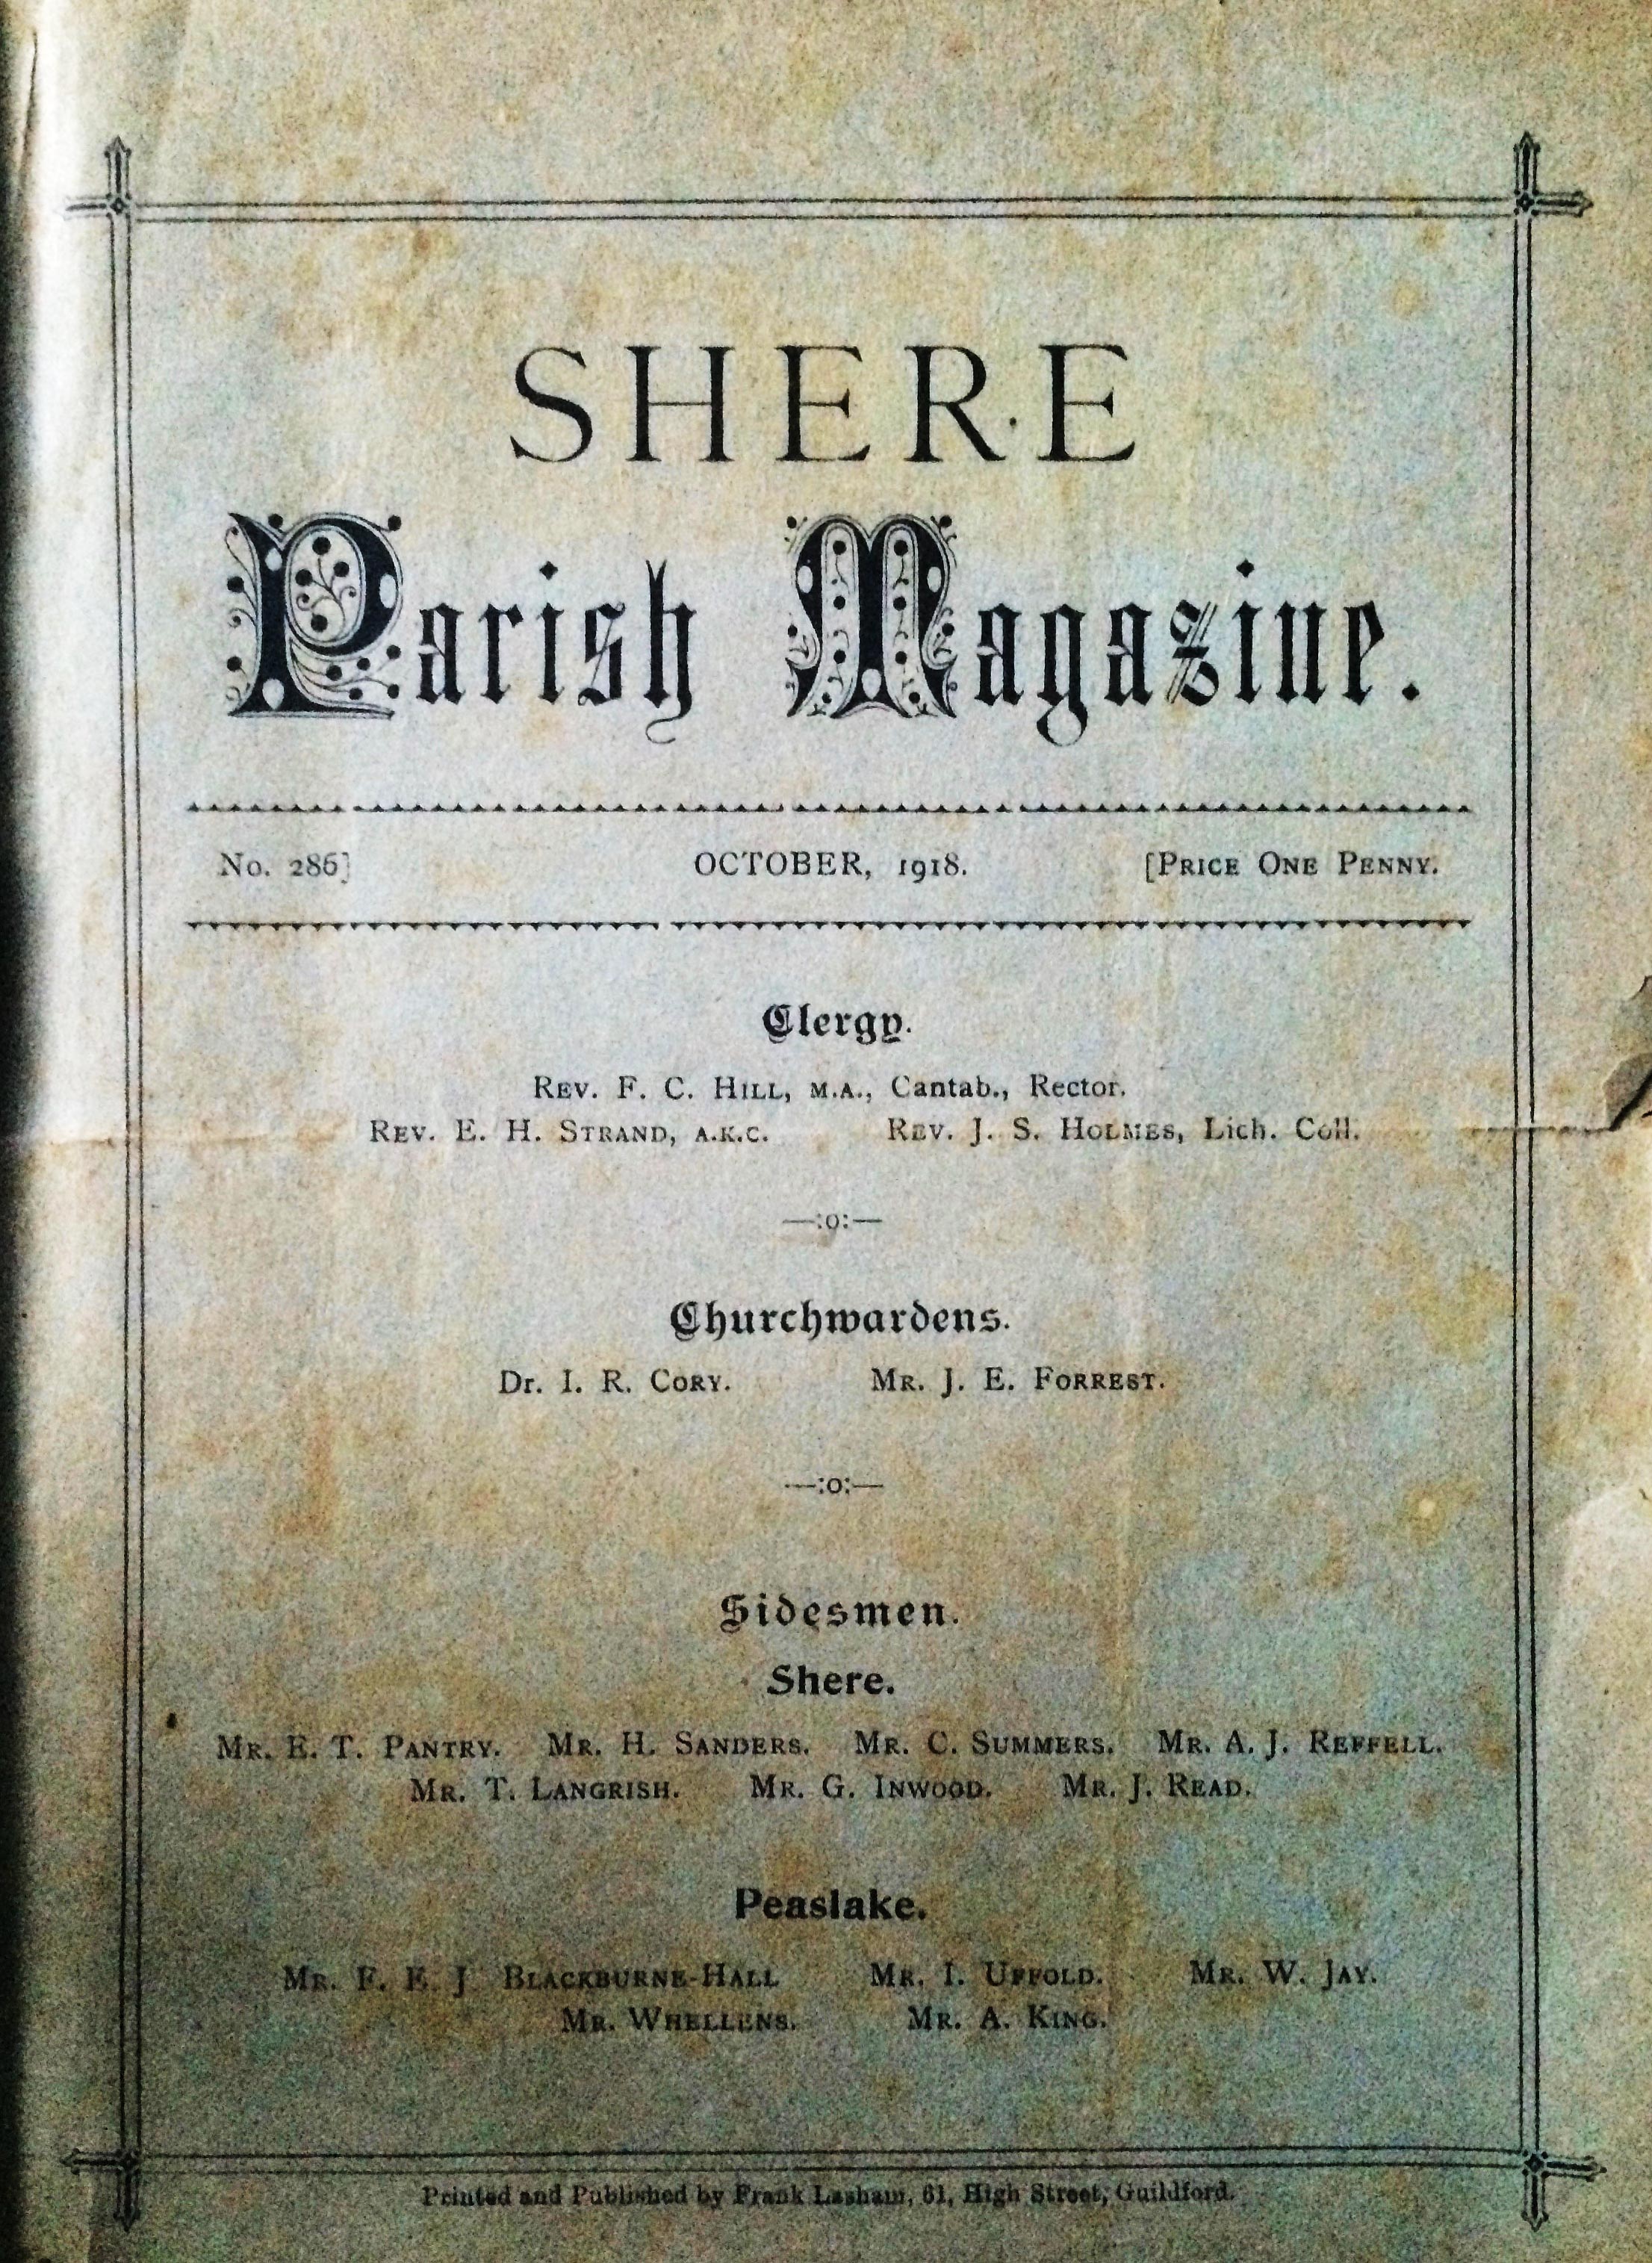 SHERE
Parish Magazine.
No. 286] OCTOBER, 1918. [PRICE ONE PENNY.
Clergy.
REV. F. C. HILL, M.A., Cantab., Rector.
REV. E. H. STRAND, A.K.C. REV. J. S. HOLMES, Lich. Coll.
—:o:—
Churchwardens.
Dr. I. R. CORY. MR. J. E. FORREST.
—:o:—
Sidesmen.
Shere.
MR. E. T. PANTRY. MR. H. SANDERS. MR. C. SUMMERS. MR. A. J. REFFELL.
MR. T. LANGRISH. MR. G. INWOOD. MR. J. READ.
Peaslake.
MR. F. E. J BLACKBURNE-HALL MR. I. UFFOLD. MR. W. JAY.
MR. WHELLENS. MR. A. KING.
Printed and Published by Frank Lasham, 61, High Street, Guildford.